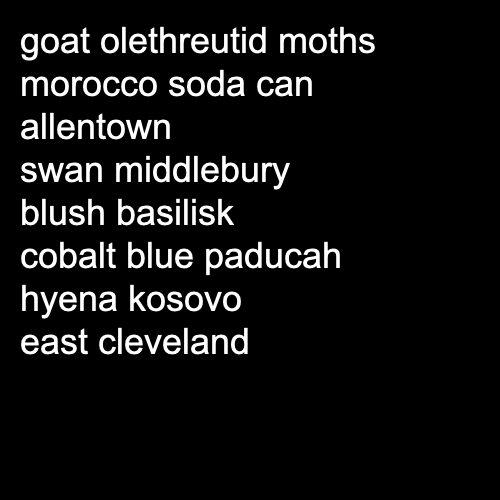 goat olethreutid moths
morocco soda can
allentown
swan middlebury
blush basilisk
cobalt blue paducah
hyena kosovo
east cleveland